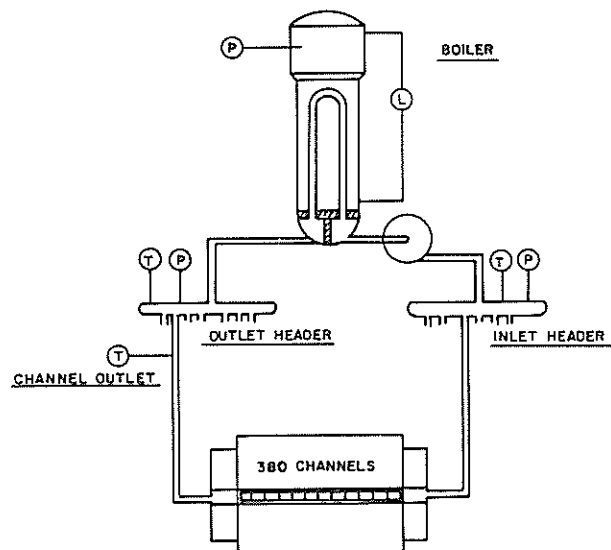 P
BOILER
L
T
P
T
P
OUTLET HEADER
INLET HEADER
T
CHANNEL OUTLET
380 CHANNELS